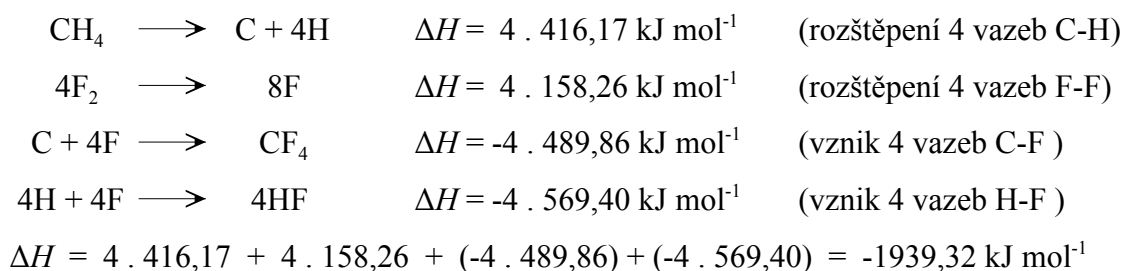 CH₄ ⟶ C + 4H ΔH = 4 . 416,17 kJ mol⁻¹ (rozštěpení 4 vazeb C-H)
4F₂ ⟶ 8F ΔH = 4 . 158,26 kJ mol⁻¹ (rozštěpení 4 vazeb F-F)
C + 4F ⟶ CF₄ ΔH = -4 . 489,86 kJ mol⁻¹ (vznik 4 vazeb C-F )
4H + 4F ⟶ 4HF ΔH = -4 . 569,40 kJ mol⁻¹ (vznik 4 vazeb H-F )
ΔH = 4 . 416,17 + 4 . 158,26 + (-4 . 489,86) + (-4 . 569,40) = -1939,32 kJ mol⁻¹